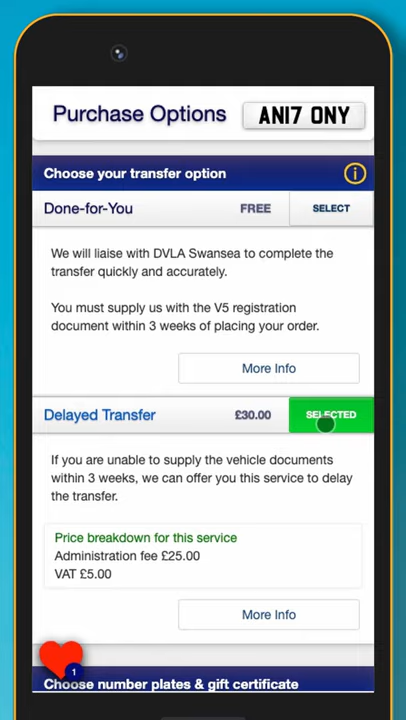 Purchase Options
AN17 ONY
Choose your transfer option
i
Done-for-You
FREE
SELECT
We will liaise with DVLA Swansea to complete the
transfer quickly and accurately.
You must supply us with the V5 registration
document within 3 weeks of placing your order.
More Info
Delayed Transfer
£30.00
SELECTED
If you are unable to supply the vehicle documents
within 3 weeks, we can offer you this service to delay
the transfer.
Price breakdown for this service
Administration fee £25.00
VAT £5.00
More Info
1
Choose number plates & gift certificate